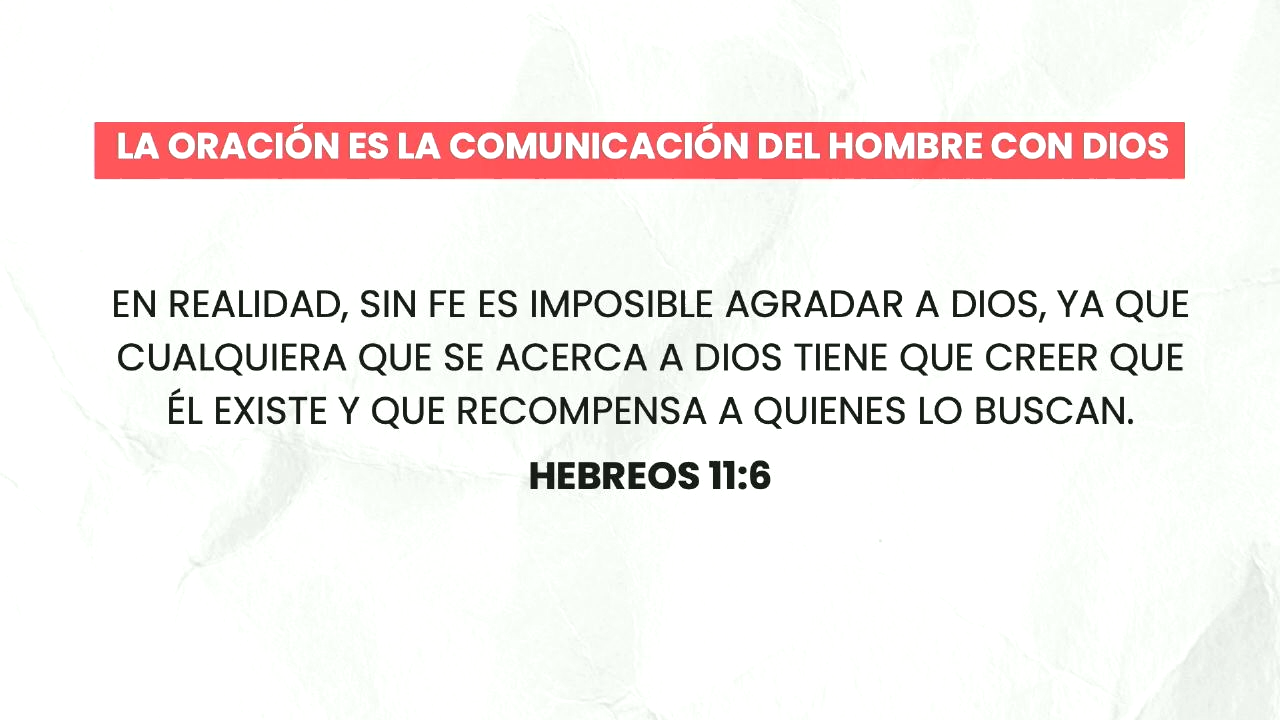 LA ORACIÓN ES LA COMUNICACIÓN DEL HOMBRE CON DIOS
EN REALIDAD, SIN FE ES IMPOSIBLE AGRADAR A DIOS, YA QUE
CUALQUIERA QUE SE ACERCA A DIOS TIENE QUE CREER QUE
ÉL EXISTE Y QUE RECOMPENSA A QUIENES LO BUSCAN.
HEBREOS 11:6